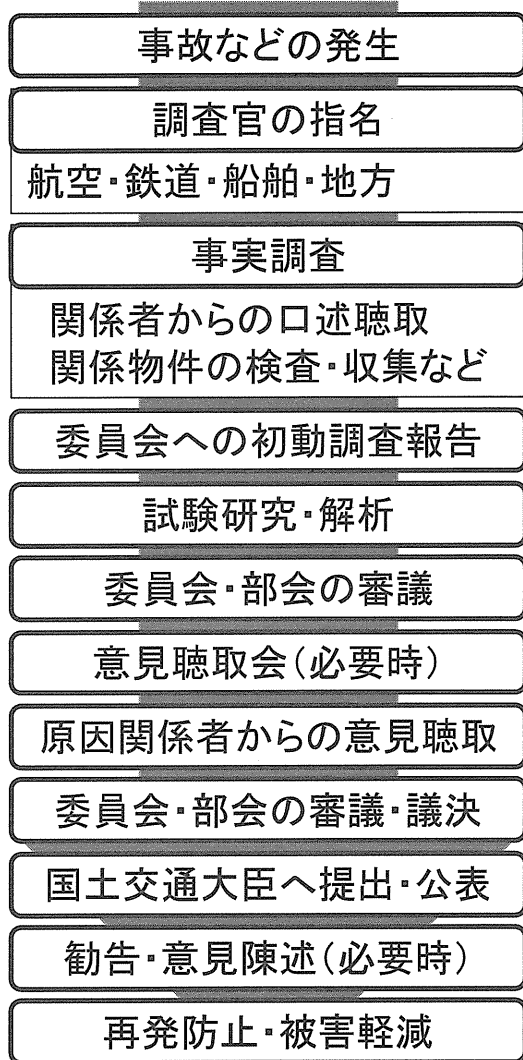 事故などの発生
調査官の指名
航空・鉄道・船舶・地方
事実調査
関係者からの口述聴取
関係物件の検査・収集など
委員会への初動調査報告
試験研究・解析
委員会・部会の審議
意見聴取会(必要時)
原因関係者からの意見聴取
委員会・部会の審議・議決
国土交通大臣へ提出・公表
勧告・意見陳述(必要時)
再発防止・被害軽減